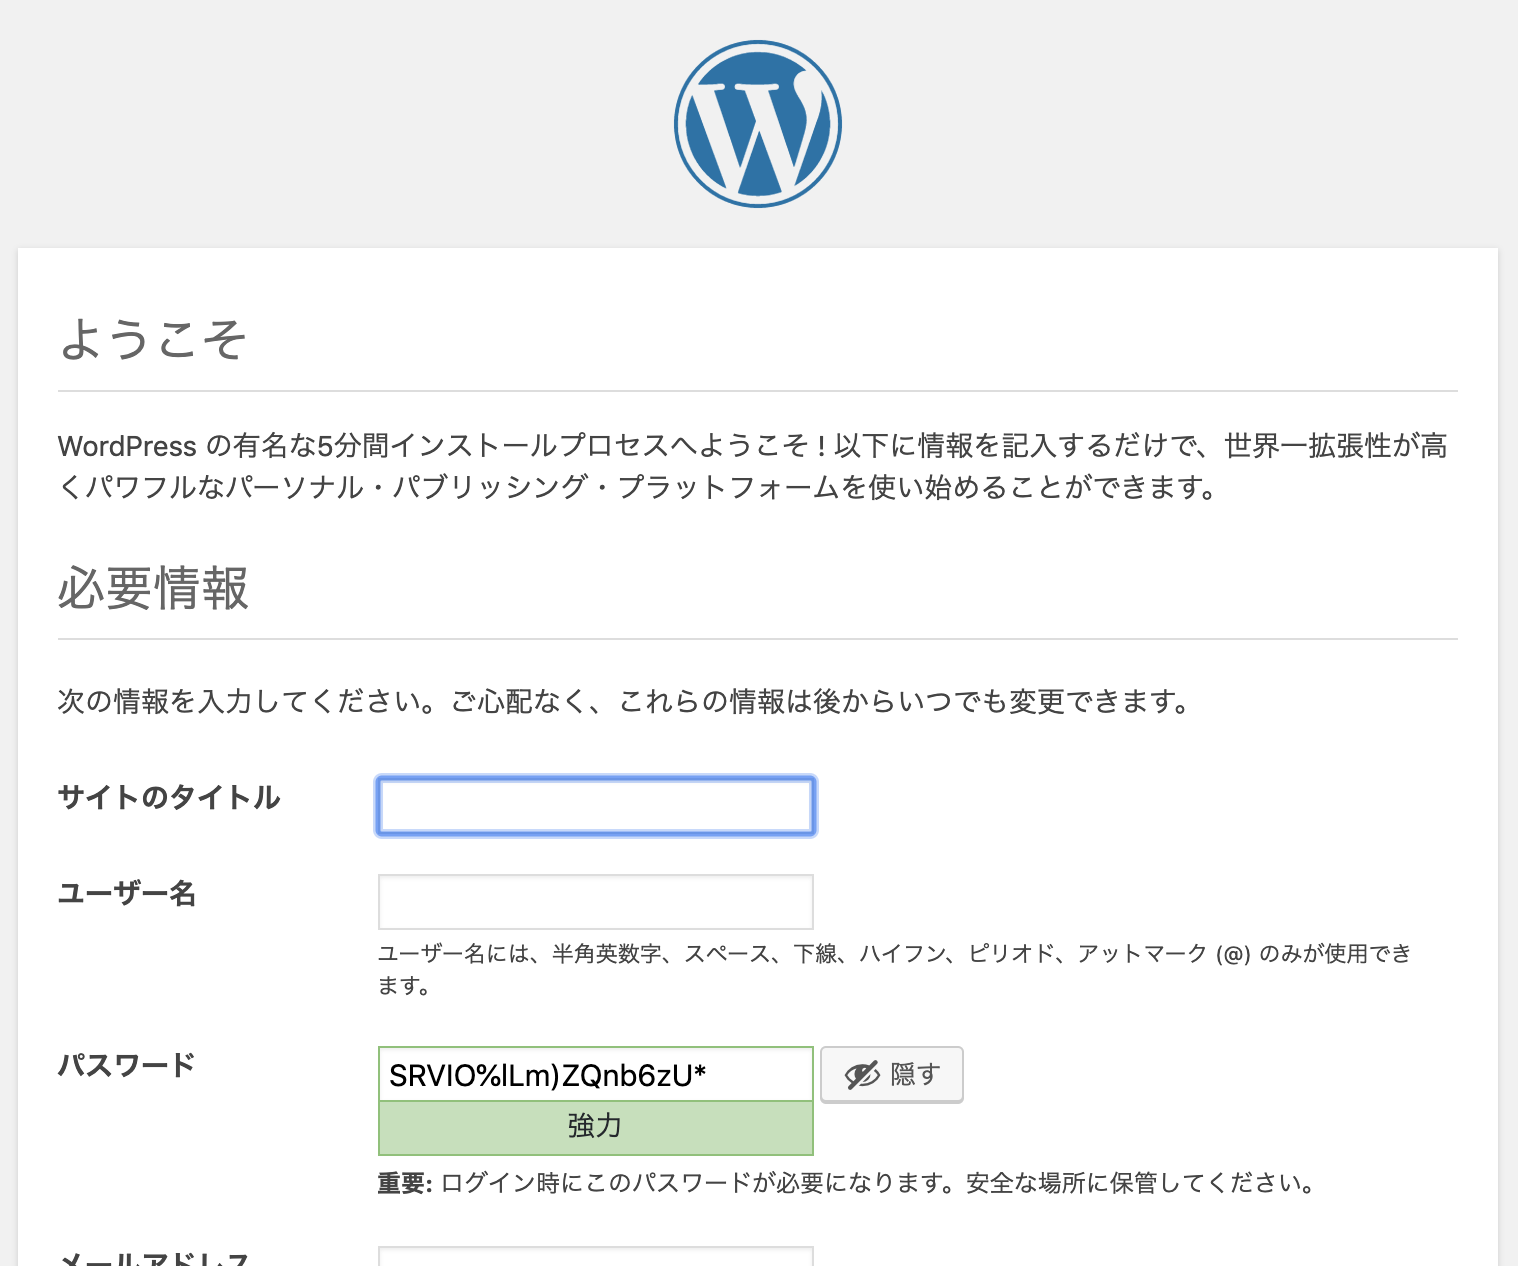 ようこそ
WordPress の有名な5分間インストールプロセスへようこそ ! 以下に情報を記入するだけで、世界一拡張性が高
くパワフルなパーソナル・パブリッシング・プラットフォームを使い始めることができます。
必要情報
次の情報を入力してください。ご心配なく、これらの情報は後からいつでも変更できます。
サイトのタイトル
ユーザー名
ユーザー名には、半角英数字、スペース、下線、ハイフン、ピリオド、アットマーク (@) のみが使用でき
ます。
パスワード
SRVIO%lLm)ZQnb6zU*
隠す
強力
重要: ログイン時にこのパスワードが必要になります。安全な場所に保管してください。
メールアドレス